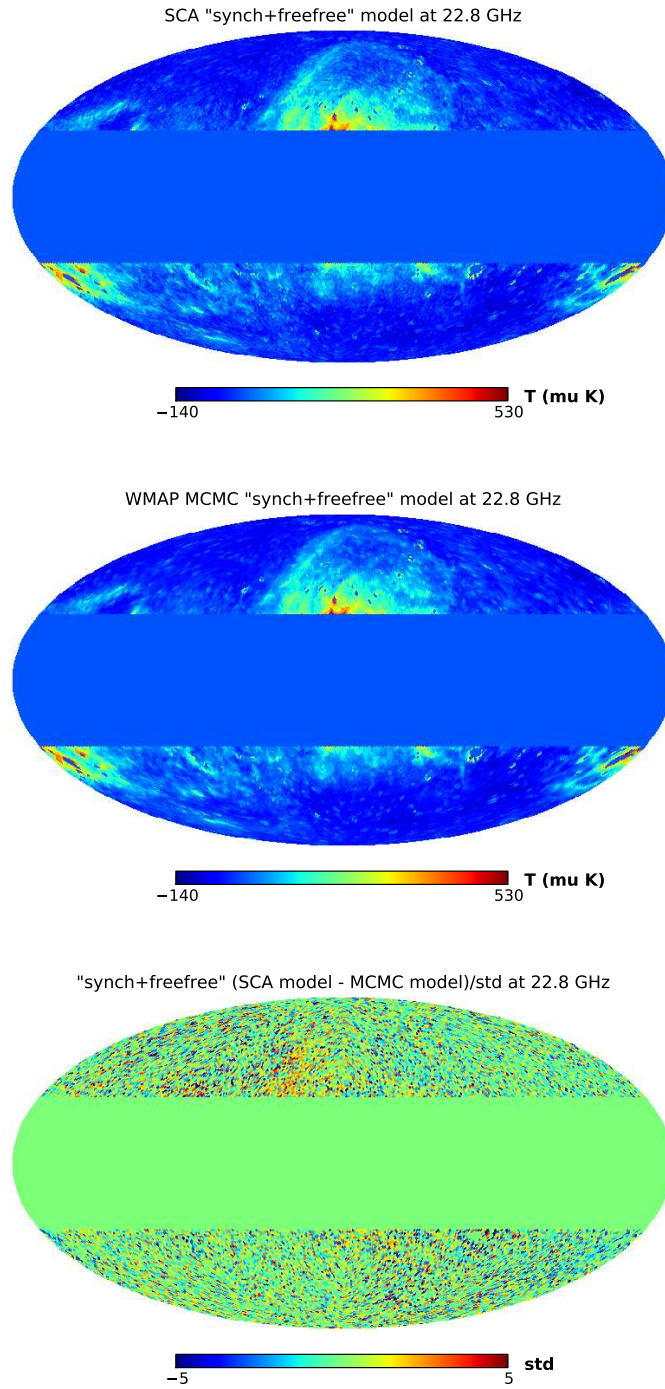 SCA "synch+freefree" model at 22.8 GHz
T (mu K)
−140 530
WMAP MCMC "synch+freefree" model at 22.8 GHz
T (mu K)
−140 530
"synch+freefree" (SCA model - MCMC model)/std at 22.8 GHz
std
−5 5